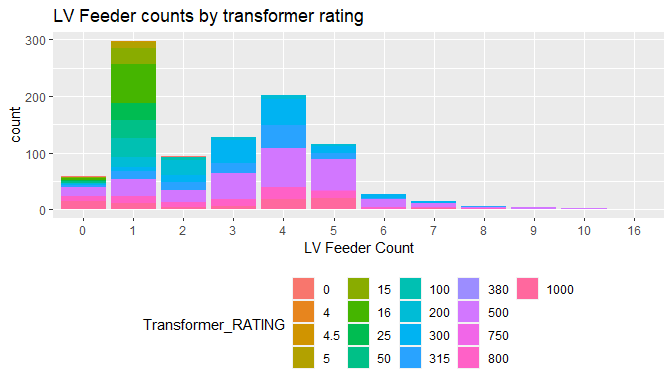 LV Feeder counts by transformer rating
300
200
100
0
count
0 1 2 3 4 5 6 7 8 9 10 16
LV Feeder Count
Transformer_RATING
0 15 100 380 1000
4 16 200 500
4.5 25 300 750
5 50 315 800